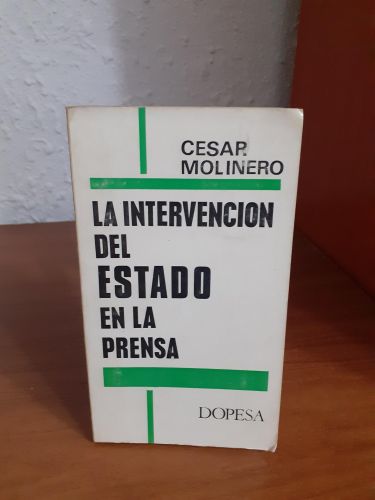 CESAR
MOLINERO
LA INTERVENCION
DEL
ESTADO
EN LA
PRENSA
DOPESA